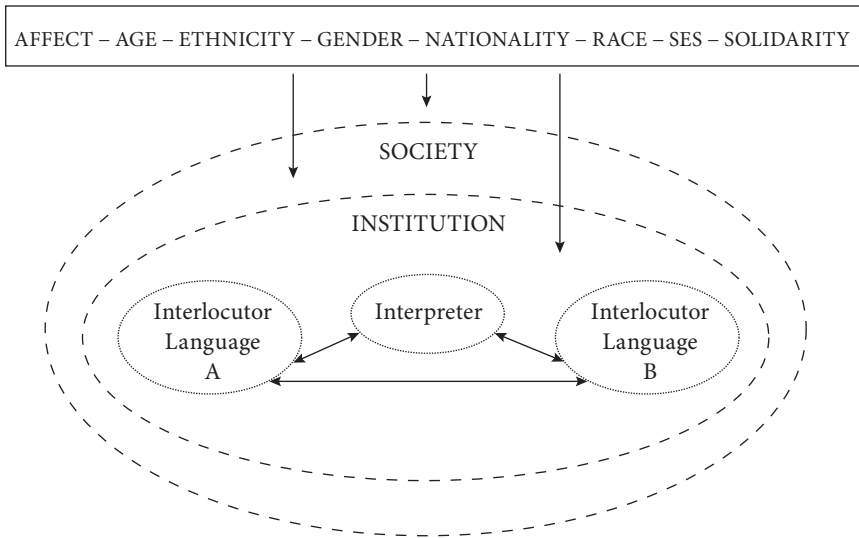 AFFECT – AGE – ETHNICITY – GENDER – NATIONALITY – RACE – SES – SOLIDARITY
SOCIETY
INSTITUTION
Interlocutor
Language
A
Interpreter
Interlocutor
Language
B